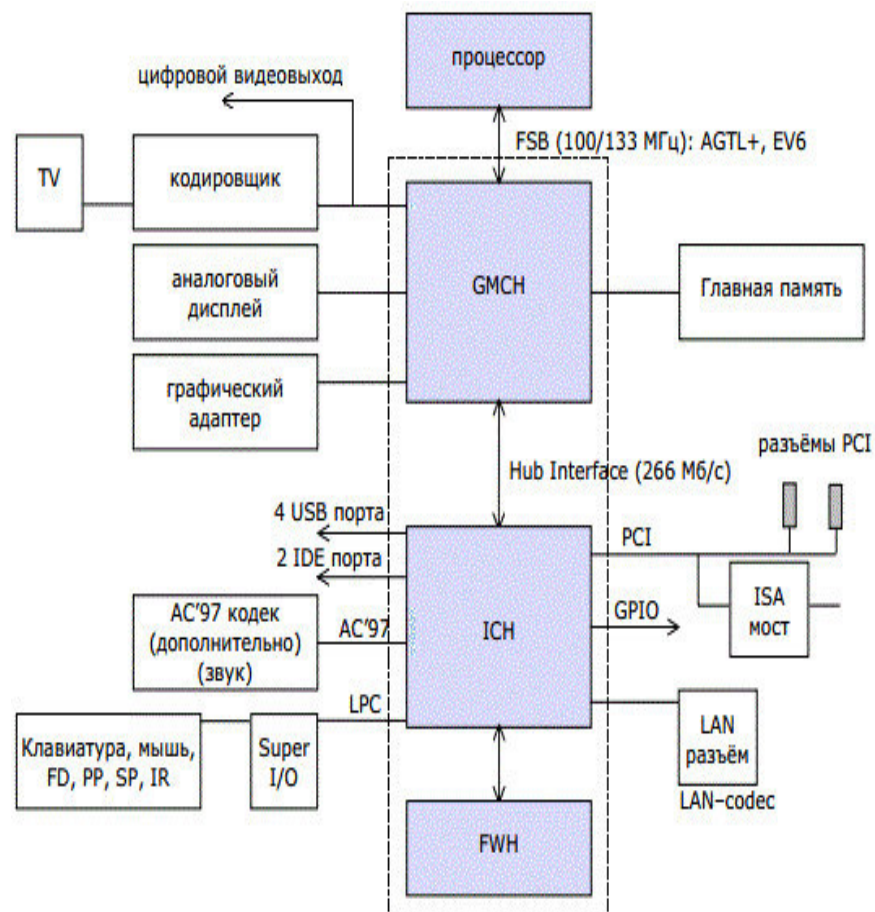 процессор
цифровой видеовыход
FSB (100/133 МГц): AGTL+, EV6
TV
кодировщик
GMCH
аналоговый
дисплей
Главная память
графический
адаптер
разъёмы PCI
Hub Interface (266 Мб/с)
4 USB порта
2 IDE порта
PCI
ISA
мост
GPIO
AC'97 кодек
(дополнительно)
(звук)
AC'97
ICH
LPC
Клавиатура, мышь,
FD, PP, SP, IR
Super
I/O
LAN
разъём
LAN-codec
FWH